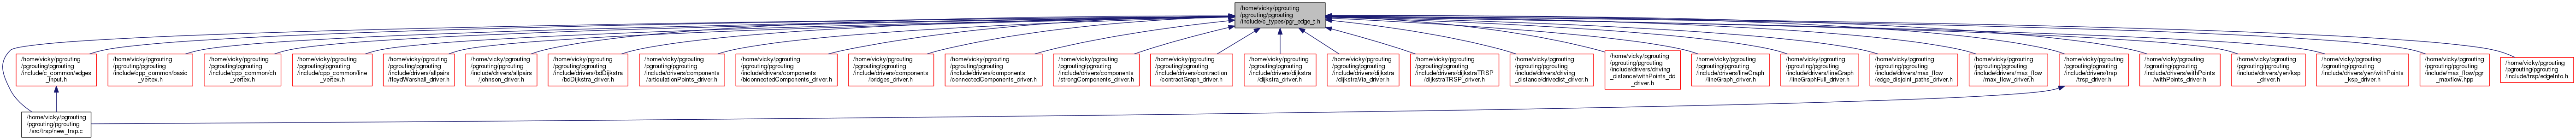 /home/vicky/pgrouting
/pgrouting/pgrouting
/include/c_types/pgr_edge_t.h
/home/vicky/pgrouting
/pgrouting/pgrouting
/include/c_common/edges
_input.h
/home/vicky/pgrouting
/pgrouting/pgrouting
/include/cpp_common/basic
_vertex.h
/home/vicky/pgrouting
/pgrouting/pgrouting
/include/cpp_common/ch
_vertex.h
/home/vicky/pgrouting
/pgrouting/pgrouting
/include/cpp_common/line
_vertex.h
/home/vicky/pgrouting
/pgrouting/pgrouting
/include/drivers/allpairs
/floydWarshall_driver.h
/home/vicky/pgrouting
/pgrouting/pgrouting
/include/drivers/allpairs
/johnson_driver.h
/home/vicky/pgrouting
/pgrouting/pgrouting
/include/drivers/bdDijkstra
/bdDijkstra_driver.h
/home/vicky/pgrouting
/pgrouting/pgrouting
/include/drivers/components
/articulationPoints_driver.h
/home/vicky/pgrouting
/pgrouting/pgrouting
/include/drivers/components
/biconnectedComponents_driver.h
/home/vicky/pgrouting
/pgrouting/pgrouting
/include/drivers/components
/bridges_driver.h
/home/vicky/pgrouting
/pgrouting/pgrouting
/include/drivers/components
/connectedComponents_driver.h
/home/vicky/pgrouting
/pgrouting/pgrouting
/include/drivers/components
/strongComponents_driver.h
/home/vicky/pgrouting
/pgrouting/pgrouting
/include/drivers/contraction
/contractGraph_driver.h
/home/vicky/pgrouting
/pgrouting/pgrouting
/include/drivers/dijkstra
/dijkstra_driver.h
/home/vicky/pgrouting
/pgrouting/pgrouting
/include/drivers/dijkstra
/dijkstraVia_driver.h
/home/vicky/pgrouting
/pgrouting/pgrouting
/include/drivers/dijkstraTRSP
/dijkstraTRSP_driver.h
/home/vicky/pgrouting
/pgrouting/pgrouting
/include/drivers/driving
_distance/drivedist_driver.h
/home/vicky/pgrouting
/pgrouting/pgrouting
/include/drivers/driving
_distance/withPoints_dd
_driver.h
/home/vicky/pgrouting
/pgrouting/pgrouting
/include/drivers/lineGraph
/lineGraph_driver.h
/home/vicky/pgrouting
/pgrouting/pgrouting
/include/drivers/lineGraph
/lineGraphFull_driver.h
/home/vicky/pgrouting
/pgrouting/pgrouting
/include/drivers/max_flow
/edge_disjoint_paths_driver.h
/home/vicky/pgrouting
/pgrouting/pgrouting
/include/drivers/max_flow
/max_flow_driver.h
/home/vicky/pgrouting
/pgrouting/pgrouting
/include/drivers/trsp
/trsp_driver.h
/home/vicky/pgrouting
/pgrouting/pgrouting
/include/drivers/withPoints
/withPoints_driver.h
/home/vicky/pgrouting
/pgrouting/pgrouting
/include/drivers/yen/ksp
_driver.h
/home/vicky/pgrouting
/pgrouting/pgrouting
/include/drivers/yen/withPoints
_ksp_driver.h
/home/vicky/pgrouting
/pgrouting/pgrouting
/include/max_flow/pgr
_maxflow.hpp
/home/vicky/pgrouting
/pgrouting/pgrouting
/include/trsp/edgeInfo.h
/home/vicky/pgrouting
/pgrouting/pgrouting
/src/trsp/new_trsp.c